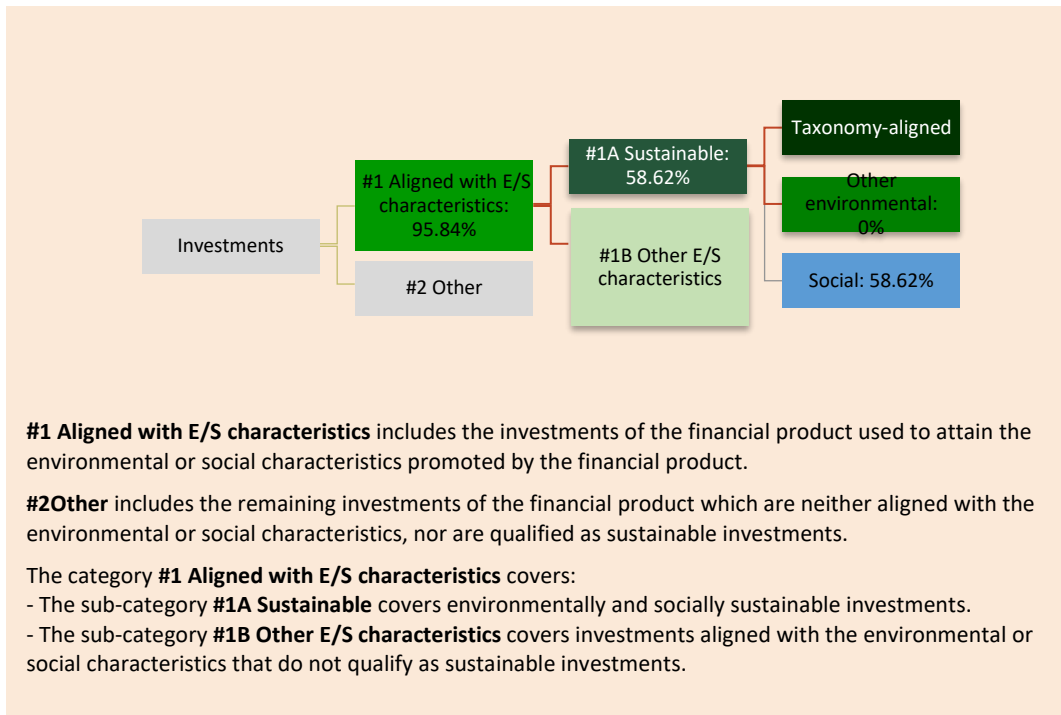 Investments
#1 Aligned with E/S
characteristics:
95.84%
#2 Other
#1A Sustainable:
58.62%
#1B Other E/S
characteristics
Taxonomy-aligned
Other
environmental:
0%
Social: 58.62%
#1 Aligned with E/S characteristics includes the investments of the financial product used to attain the
environmental or social characteristics promoted by the financial product.
#2Other includes the remaining investments of the financial product which are neither aligned with the
environmental or social characteristics, nor are qualified as sustainable investments.
The category #1 Aligned with E/S characteristics covers:
- The sub-category #1A Sustainable covers environmentally and socially sustainable investments.
- The sub-category #1B Other E/S characteristics covers investments aligned with the environmental or
social characteristics that do not qualify as sustainable investments.